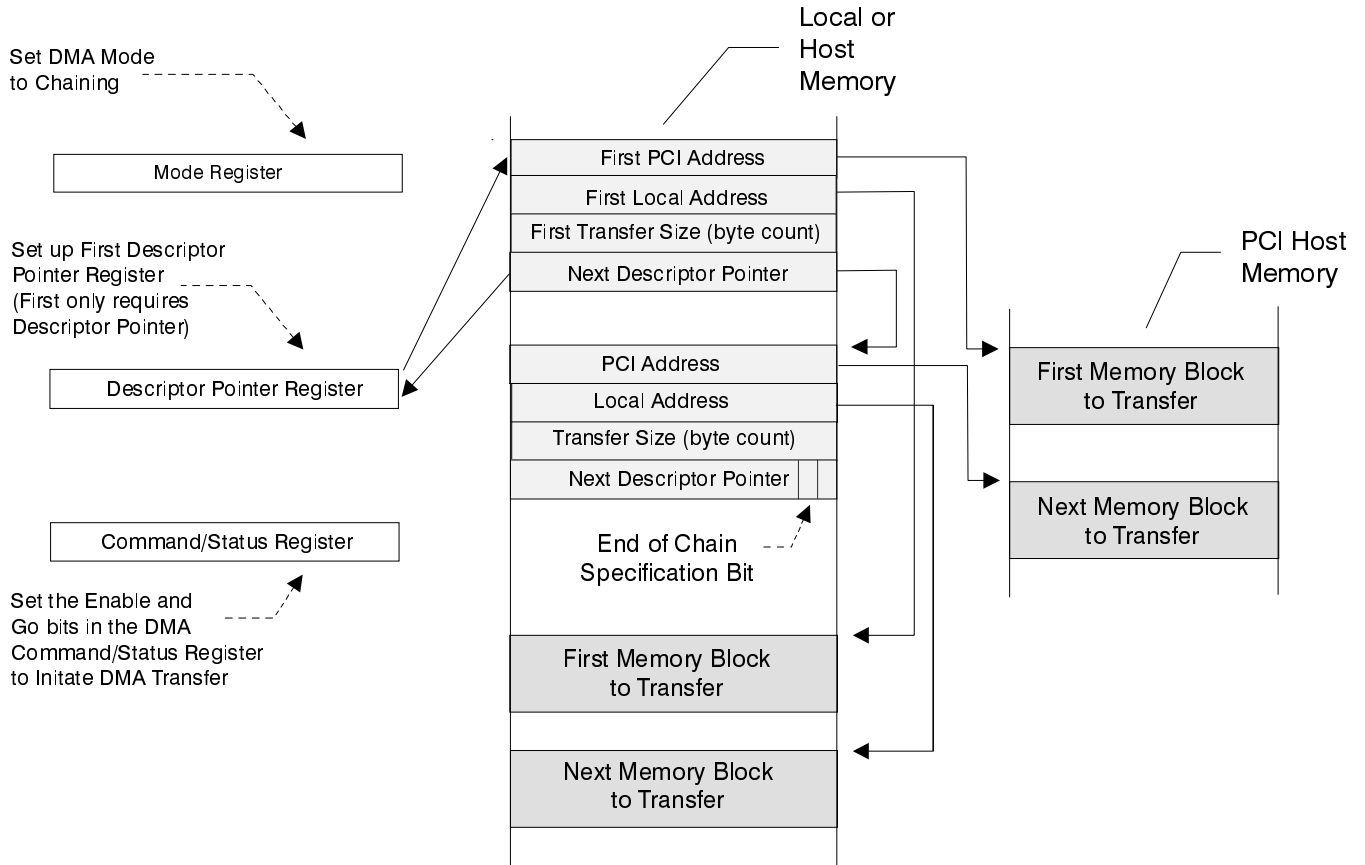 Local or
Host
Memory
Set DMA Mode
to Chaining
Mode Register
Set up First Descriptor
Pointer Register
(First only requires
Descriptor Pointer)
Descriptor Pointer Register
Command/Status Register
Set the Enable and
Go bits in the DMA
Command/Status Register
to Initate DMA Transfer
First PCI Address
First Local Address
First Transfer Size (byte count)
Next Descriptor Pointer
PCI Address
Local Address
Transfer Size (byte count)
Next Descriptor Pointer
End of Chain
Specification Bit
First Memory Block
to Transfer
Next Memory Block
to Transfer
PCI Host
Memory
First Memory Block
to Transfer
Next Memory Block
to Transfer